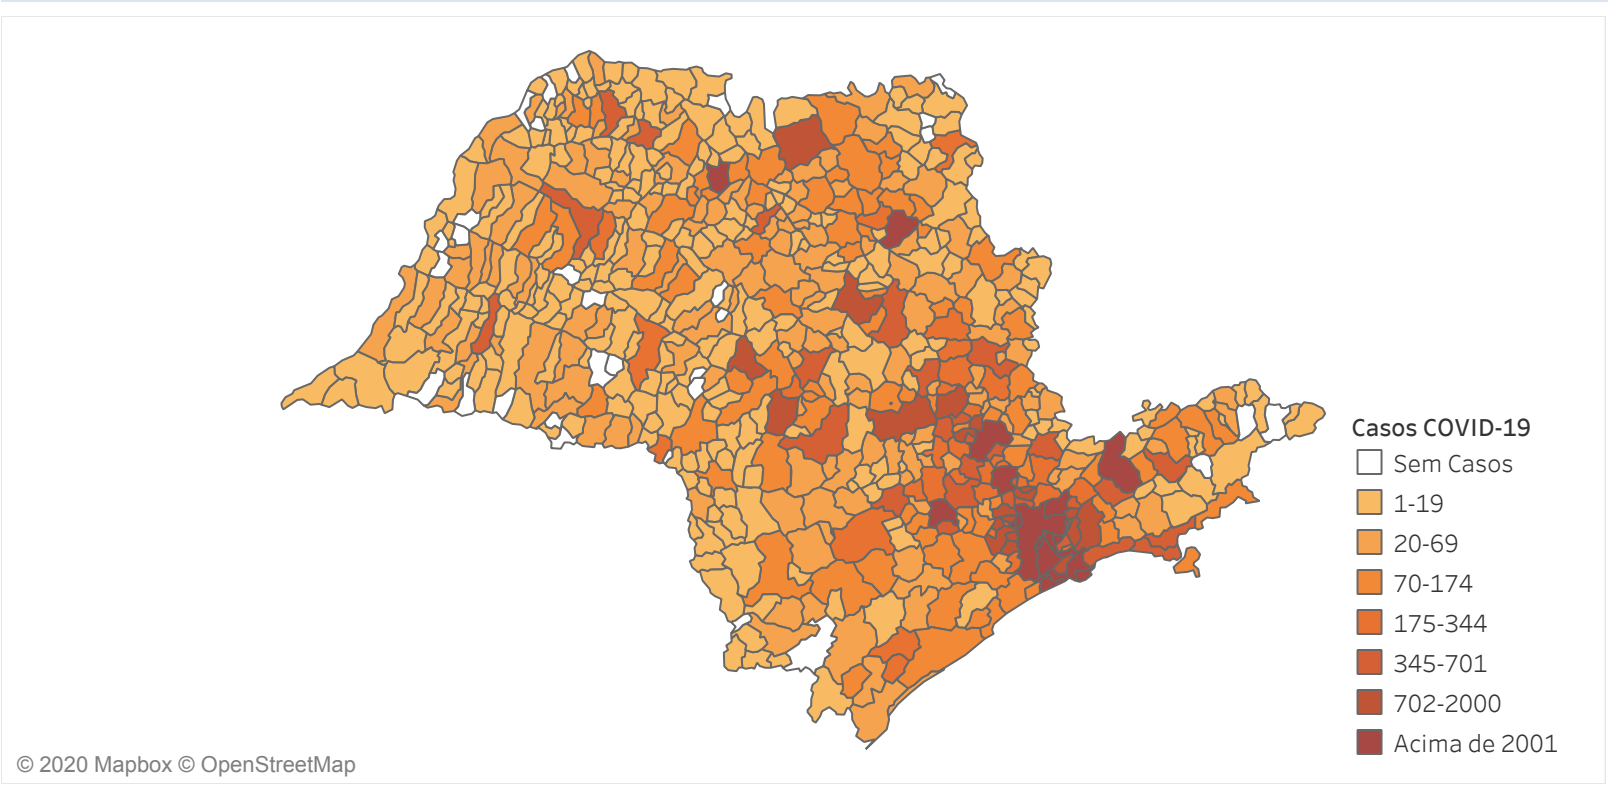 Casos COVID-19
Sem Casos
1-19
20-69
70-174
175-344
345-701
702-2000
Acima de 2001
© 2020 Mapbox © OpenStreetMap